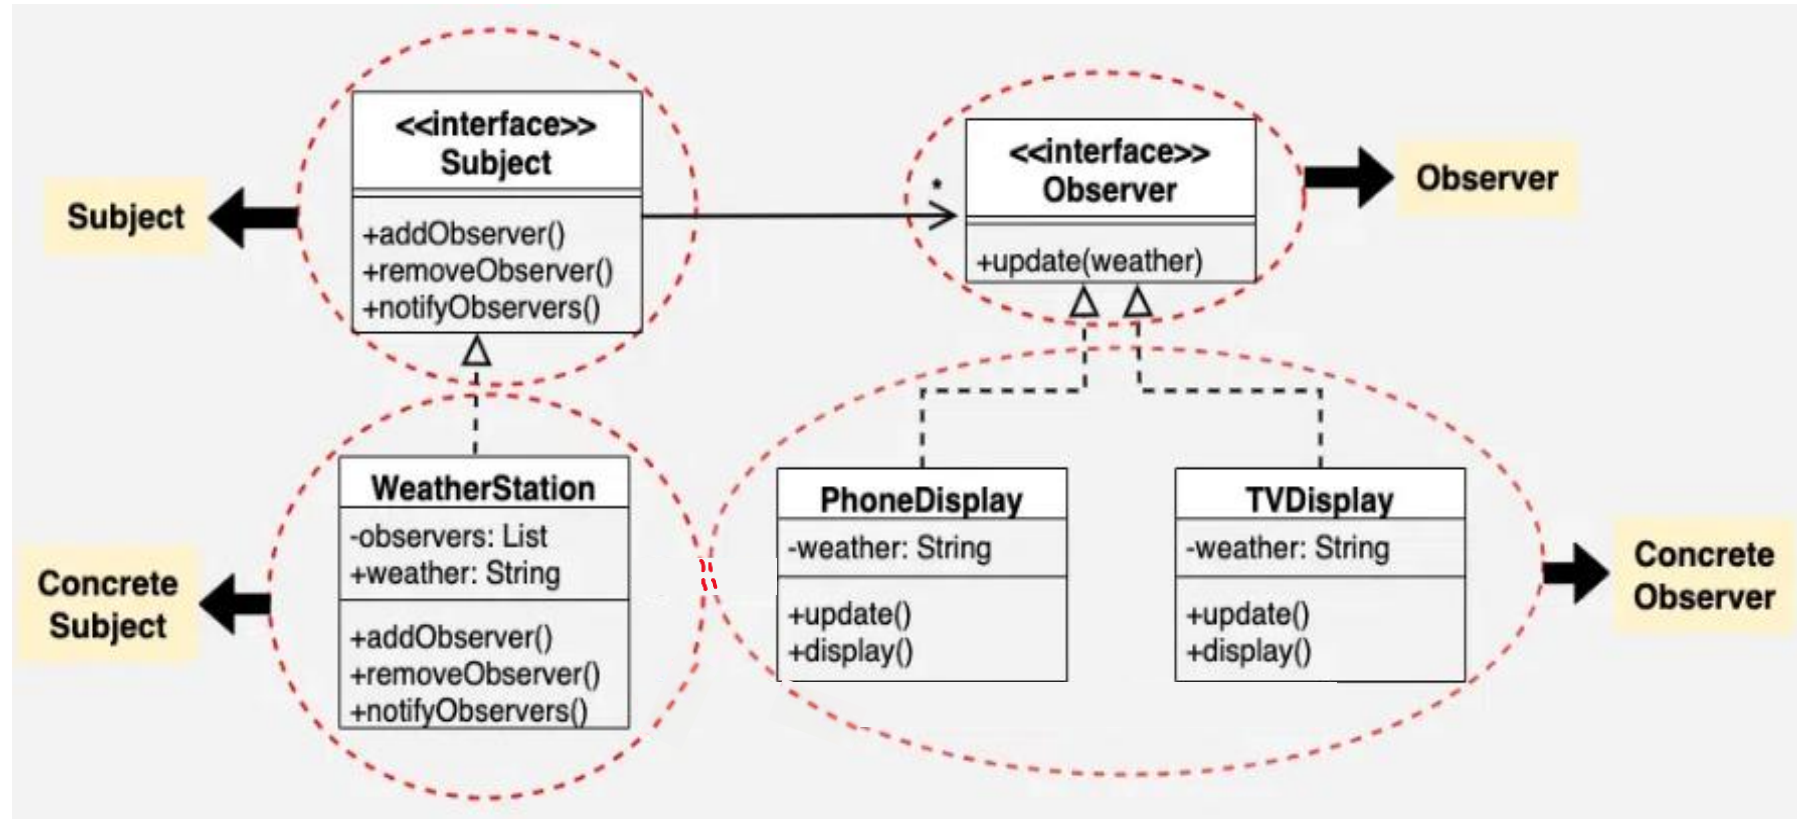 <<interface>>
Subject
+addObserver()
+removeObserver()
+notifyObservers()
Subject
*
<<interface>>
Observer
+update(weather)
Observer
WeatherStation
-observers: List
+weather: String
+addObserver()
+removeObserver()
+notifyObservers()
Concrete
Subject
PhoneDisplay
-weather: String
+update()
+display()
TVDisplay
-weather: String
+update()
+display()
Concrete
Observer